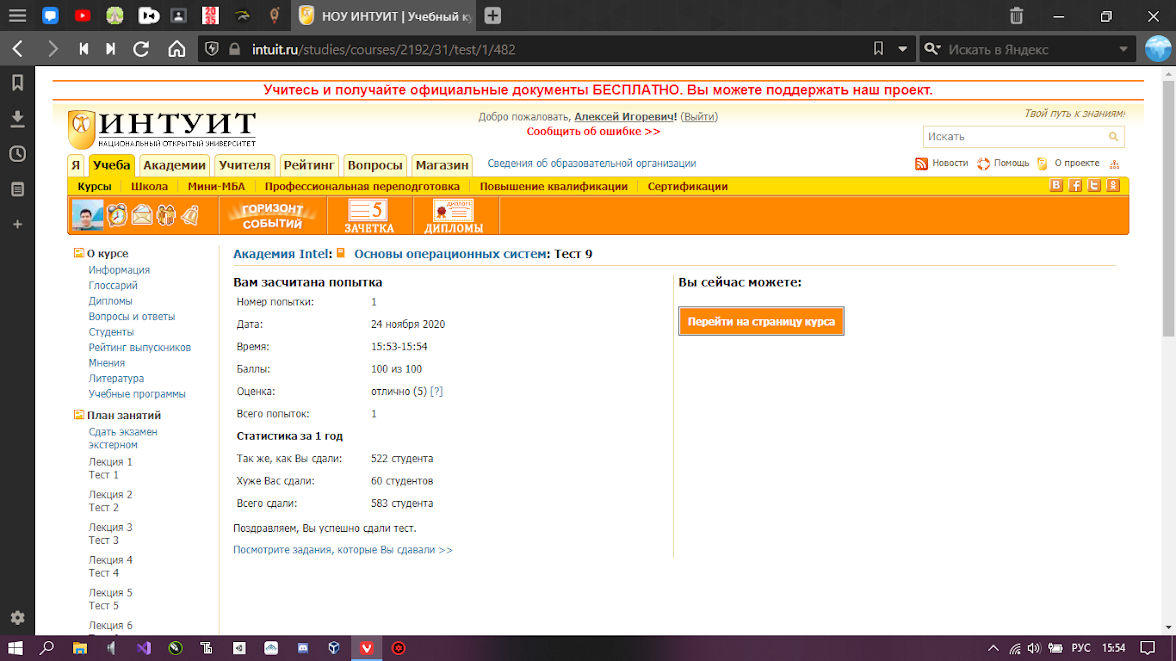 НОУ ИНТУИТ | Учебный ку
intuit.ru/studies/courses/2192/31/test/1/482
Искать в Яндекс
Учитесь и получайте официальные документы БЕСПЛАТНО. Вы можете поддержать наш проект.
ИНТУИТ
НАЦИОНАЛЬНЫЙ ОТКРЫТЫЙ УНИВЕРСИТЕТ
Добро пожаловать, Алексей Игоревич! (Выйти)
Сообщить об ошибке >>
Твой путь к знаниям!
Искать
Я Учеба Академии Учителя Рейтинг Вопросы Магазин Сведения об образовательной организации
Новости Помощь О проекте
Курсы Школа Мини-МБА Профессиональная переподготовка Повышение квалификации Сертификации
ГОРИЗОНТ СОБЫТИЙ
5 ЗАЧЕТКА
ДИПЛОМЫ
О курсе
Информация
Глоссарий
Дипломы
Вопросы и ответы
Студенты
Рейтинг выпускников
Мнения
Литература
Учебные программы
План занятий
Сдать экзамен
экстерном
Лекция 1
Тест 1
Лекция 2
Тест 2
Лекция 3
Тест 3
Лекция 4
Тест 4
Лекция 5
Тест 5
Лекция 6
Академия Intel: Основы операционных систем: Тест 9
Вам засчитана попытка
Номер попытки: 1
Дата: 24 ноября 2020
Время: 15:53-15:54
Баллы: 100 из 100
Оценка: отлично (5) [?]
Всего попыток: 1
Статистика за 1 год
Так же, как Вы сдали: 522 студента
Хуже Вас сдали: 60 студентов
Всего сдали: 583 студента
Поздравляем, Вы успешно сдали тест.
Посмотрите задания, которые Вы сдавали >>
Вы сейчас можете:
Перейти на страницу курса
РУС 15:54